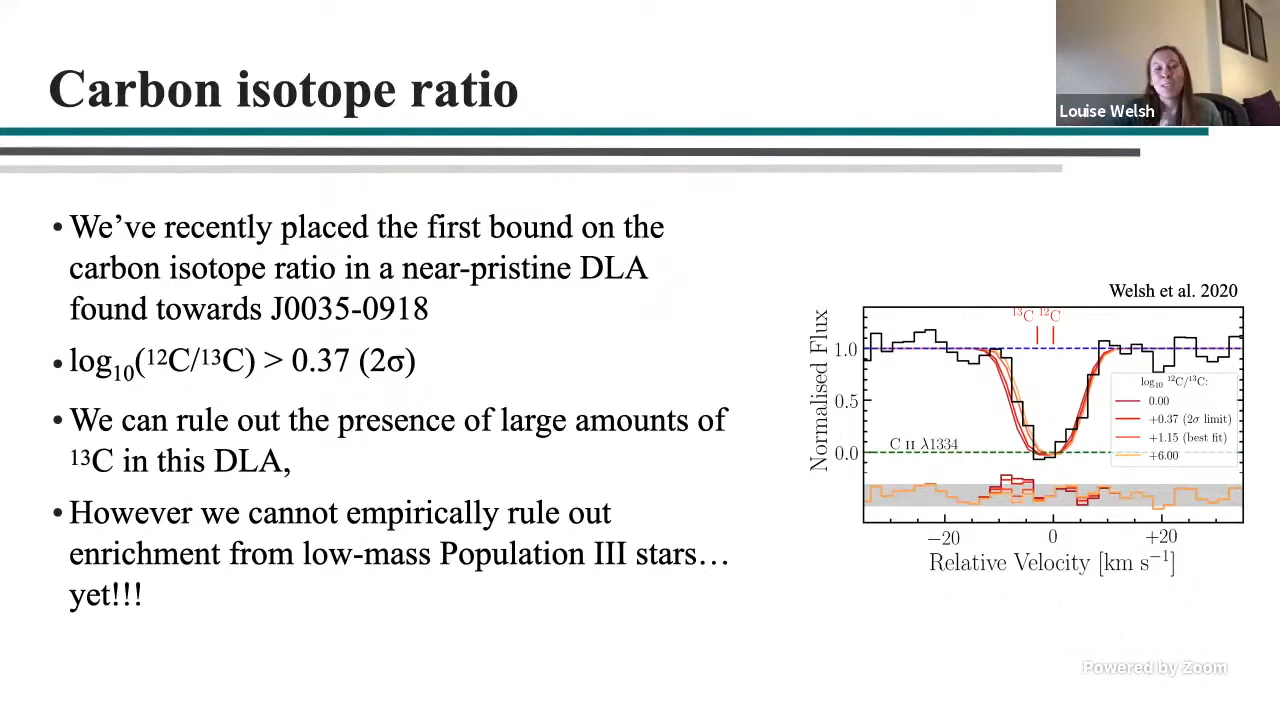 Carbon isotope ratio
Louise Welsh
• We’ve recently placed the first bound on the
carbon isotope ratio in a near-pristine DLA
found towards J0035-0918
• log₁₀(¹²C/¹³C) > 0.37 (2σ)
• We can rule out the presence of large amounts of
¹³C in this DLA,
• However we cannot empirically rule out
enrichment from low-mass Population III stars…
yet!!!
Welsh et al. 2020
¹³C ¹²C
Normalised Flux
1.0
0.5
0.0
log₁₀ ¹²C/¹³C:
0.00
+0.37 (2σ limit)
+1.15 (best fit)
+6.00
C II λ1334
−20 0 +20
Relative Velocity [km s⁻¹]
Powered by Zoom